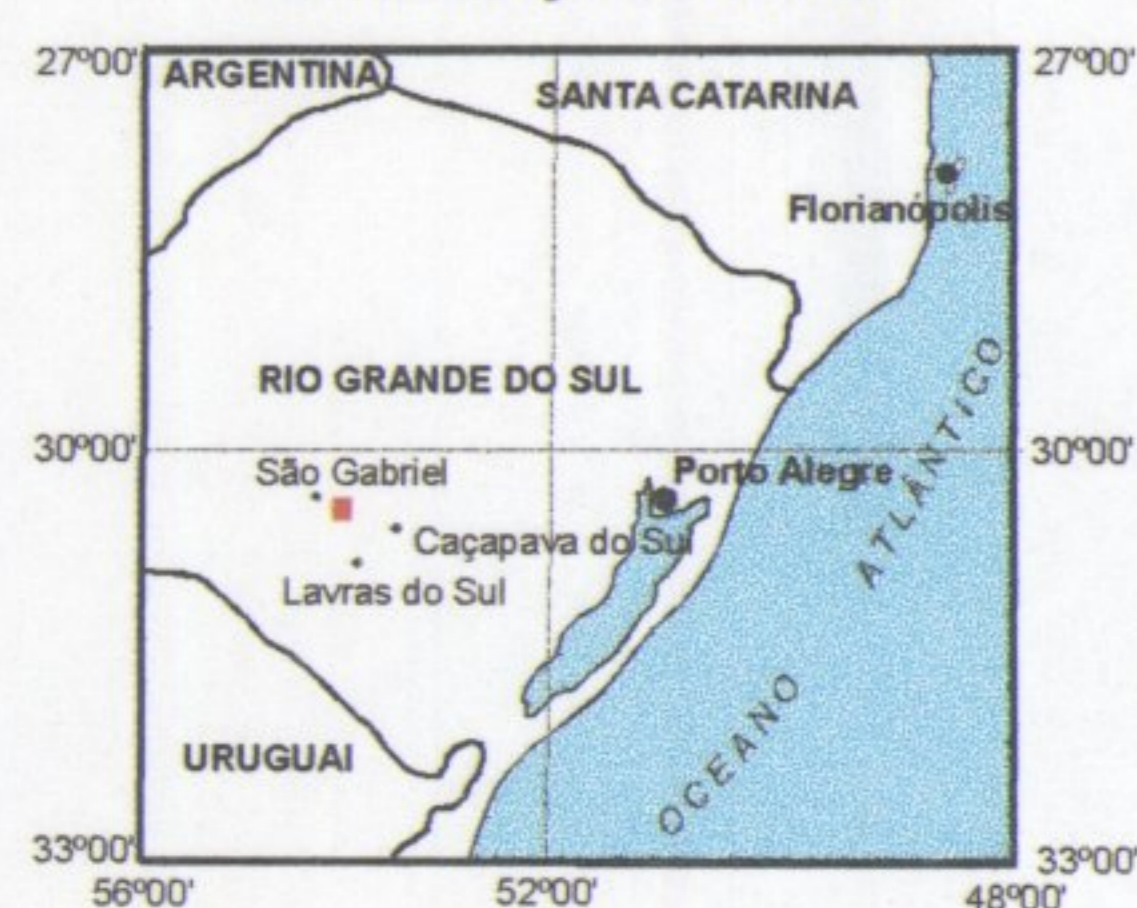 27º00'
27º00'
ARGENTINA
SANTA CATARINA
Florianópolis
RIO GRANDE DO SUL
30º00'
30º00'
São Gabriel
Porto Alegre
Caçapava do Sul
Lavras do Sul
OCEANO ATLÂNTICO
URUGUAI
33º00'
33º00'
56º00'
52º00'
48º00'